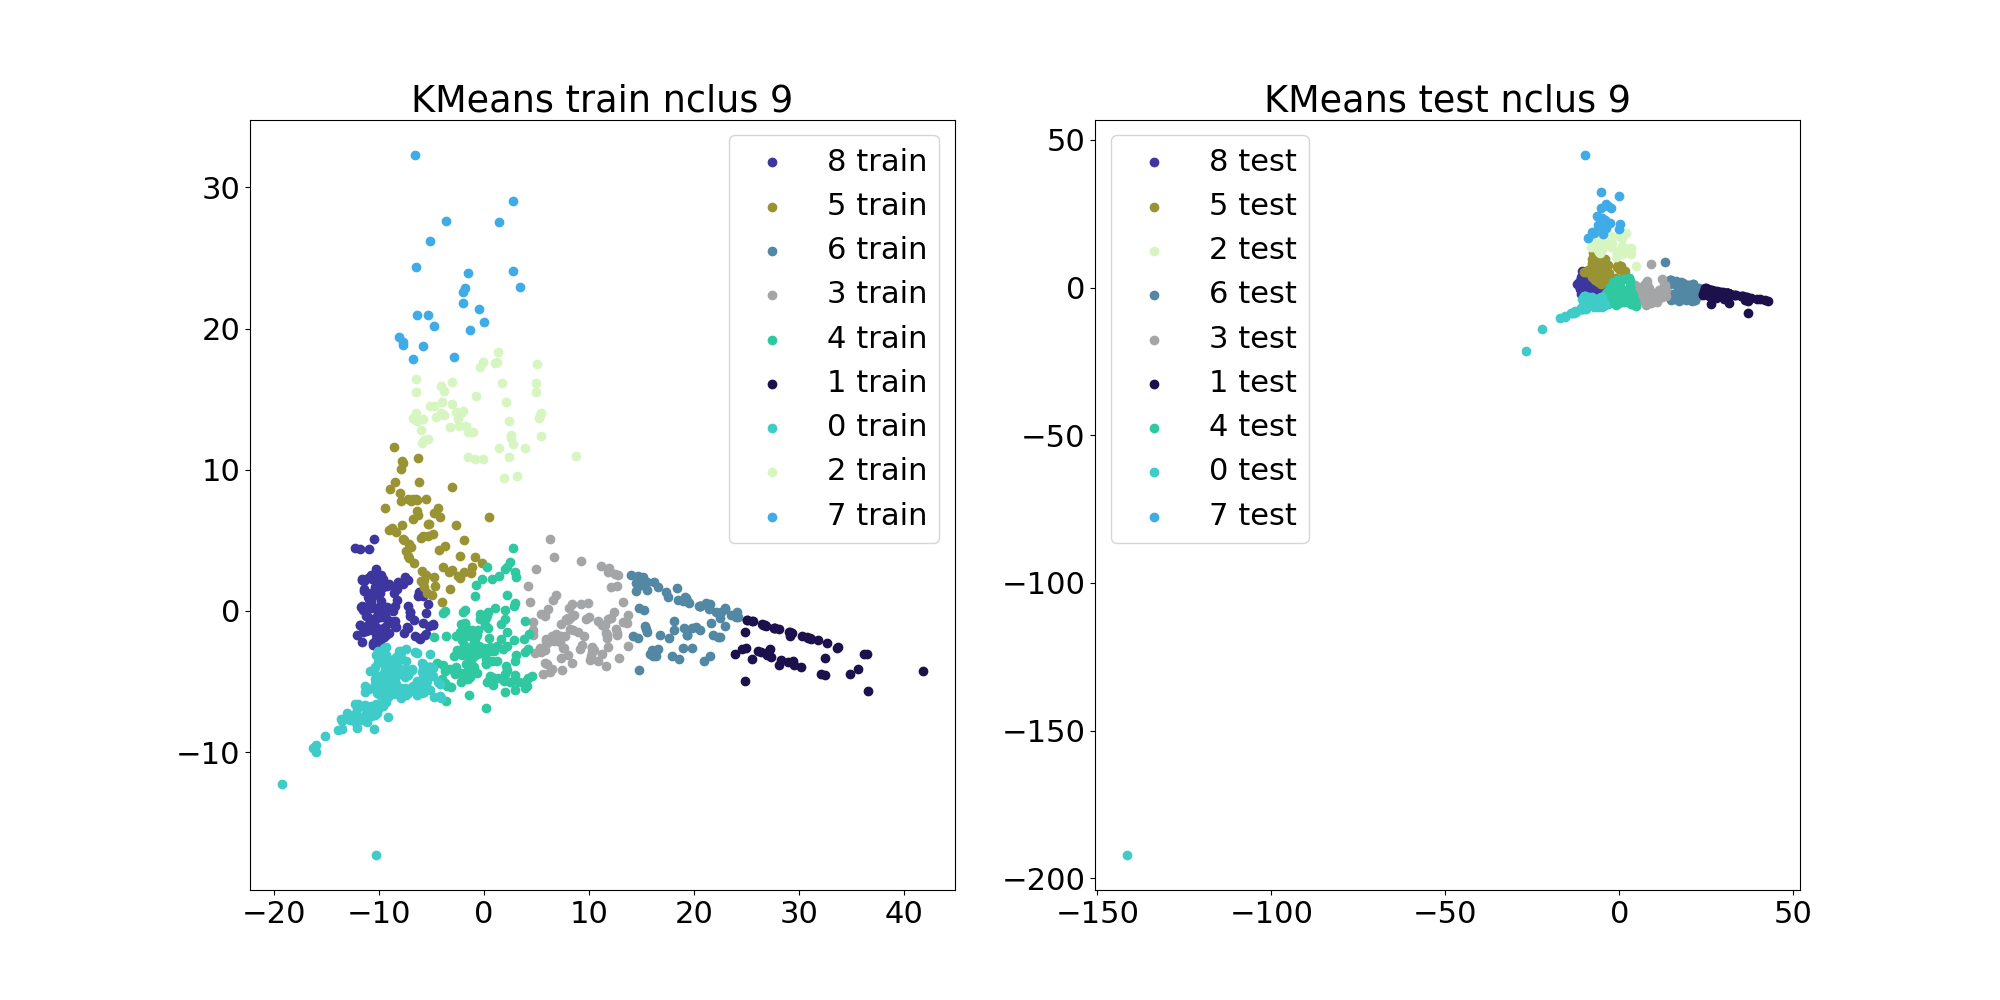 KMeans train nclus 9
30
20
10
0
−10
−20 −10 0 10 20 30 40
8 train
5 train
6 train
3 train
4 train
1 train
0 train
2 train
7 train
KMeans test nclus 9
50
0
−50
−100
−150
−200
−150 −100 −50 0 50
8 test
5 test
2 test
6 test
3 test
1 test
4 test
0 test
7 test